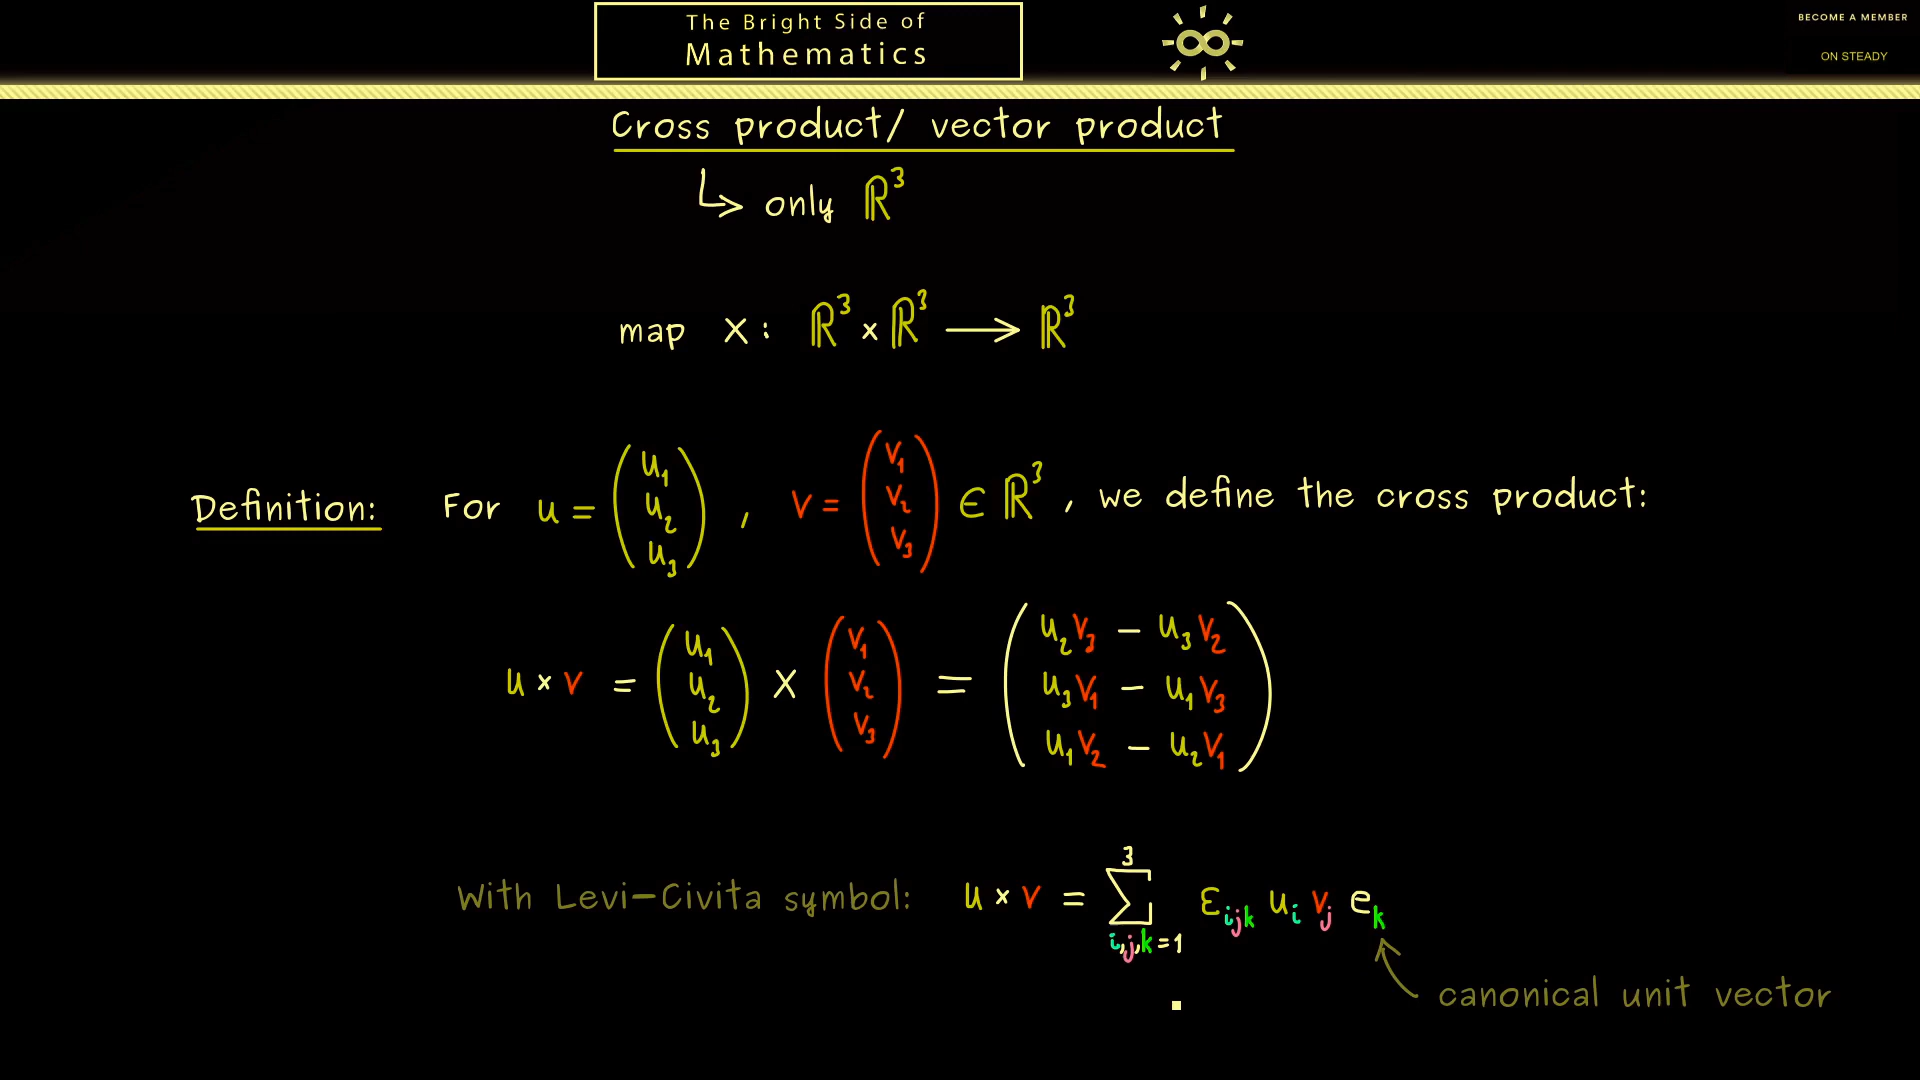 The Bright Side of
Mathematics
BECOME A MEMBER
ON STEADY
Cross product/ vector product
↳ only ℝ³
map ×: ℝ³ × ℝ³ ⟶ ℝ³
Definition: For u = (u₁ u₂ u₃) , v = (v₁ v₂ v₃) ∈ ℝ³ , we define the cross product:
u × v = (u₁ u₂ u₃) × (v₁ v₂ v₃) = (u₂v₃ − u₃v₂ u₃v₁ − u₁v₃ u₁v₂ − u₂v₁)
With Levi-Civita symbol: u × v = ∑³ᵢ,ⱼ,ₖ₌₁ εᵢⱼₖ uᵢ vⱼ eₖ
canonical unit vector